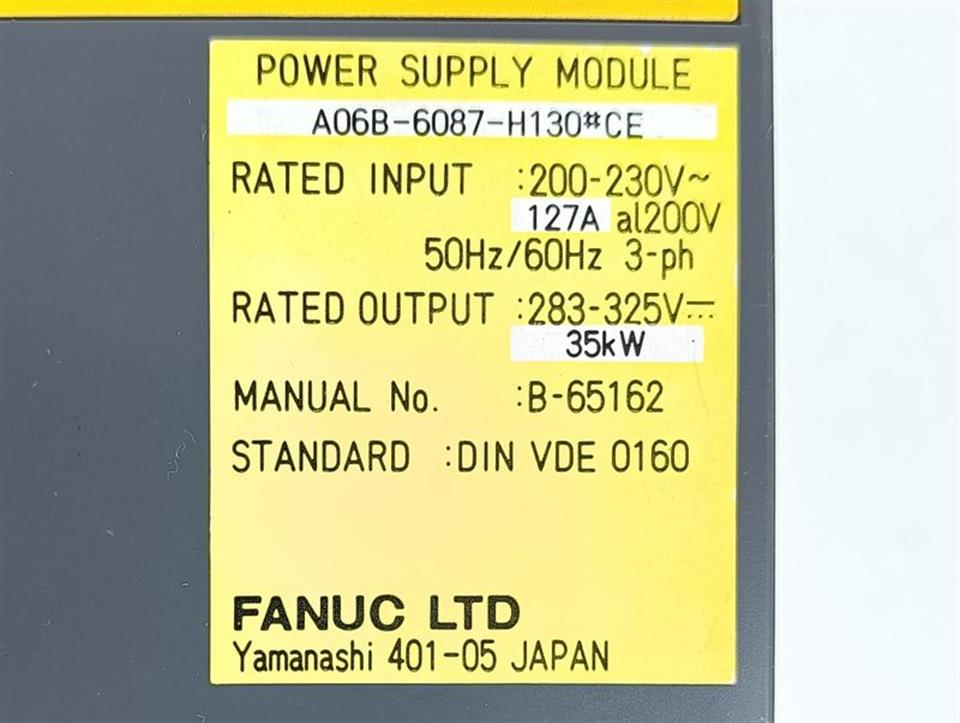 POWER SUPPLY MODULE
A06B-6087-H130#CE
RATED INPUT :200-230V~
127A al200V
50Hz/60Hz 3-ph
RATED OUTPUT :283-325V⎓
35kW
MANUAL No. :B-65162
STANDARD :DIN VDE 0160
FANUC LTD
Yamanashi 401-05 JAPAN